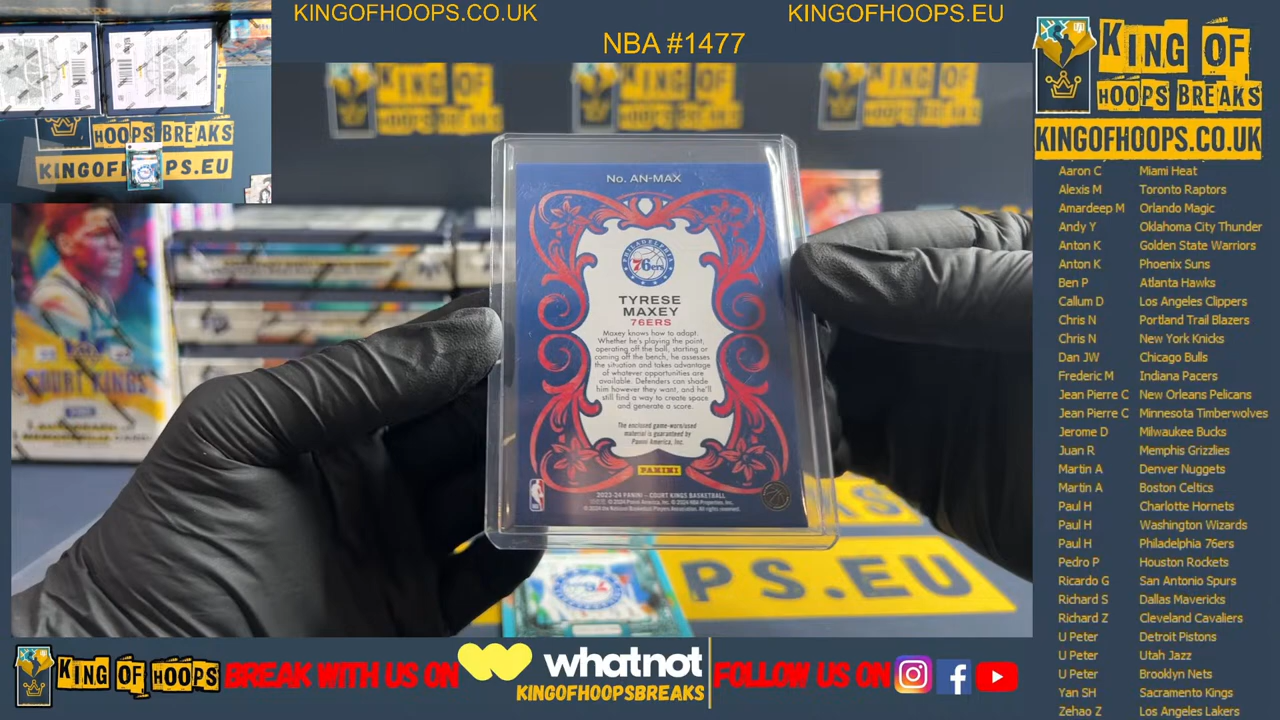 KINGOFHOOPS.CO.UK
KINGOFHOOPS.EU
NBA #1477
KING OF
HOOPS BREAKS
KINGOFHOOPS.CO.UK
HOOPS BREAKS
Aaron C Miami Heat
Alexis M Toronto Raptors
Amardeep M Orlando Magic
Andy Y Oklahoma City Thunder
Anton K Golden State Warriors
Anton K Phoenix Suns
Ben P Atlanta Hawks
Callum D Los Angeles Clippers
Chris N Portland Trail Blazers
Chris N New York Knicks
Dan JW Chicago Bulls
Frederic M Indiana Pacers
Jean Pierre C New Orleans Pelicans
Jean Pierre C Minnesota Timberwolves
Jerome D Milwaukee Bucks
Juan R Memphis Grizzlies
Martin A Denver Nuggets
Martin A Boston Celtics
Paul H Charlotte Hornets
Paul H Washington Wizards
Paul H Philadelphia 76ers
Pedro P Houston Rockets
Ricardo G San Antonio Spurs
Richard S Dallas Mavericks
Richard Z Cleveland Cavaliers
U Peter Detroit Pistons
U Peter Utah Jazz
U Peter Brooklyn Nets
Yan SH Sacramento Kings
Zehao Z Los Angeles Lakers
No. AN-MAX
PHILADELPHIA
76ers
TYRESE
MAXEY
76ERS
Maxey knows how to adapt.
Whether he's playing the point,
operating off the ball, starting or
coming off the bench, he assesses
the situation and takes advantage
of whatever opportunities are
available. Defenders can shade
him however they want, and he'll
still find a way to create space
and generate a score.
The enclosed game-worn/used
material is guaranteed by
Panini America, Inc.
PANINI
2023-24 PANINI - COURT KINGS BASKETBALL
COURT KINGS
PS.EU
KING OF
HOOPS
BREAK WITH US ON
whatnot
KINGOFHOOPSBREAKS
FOLLOW US ON